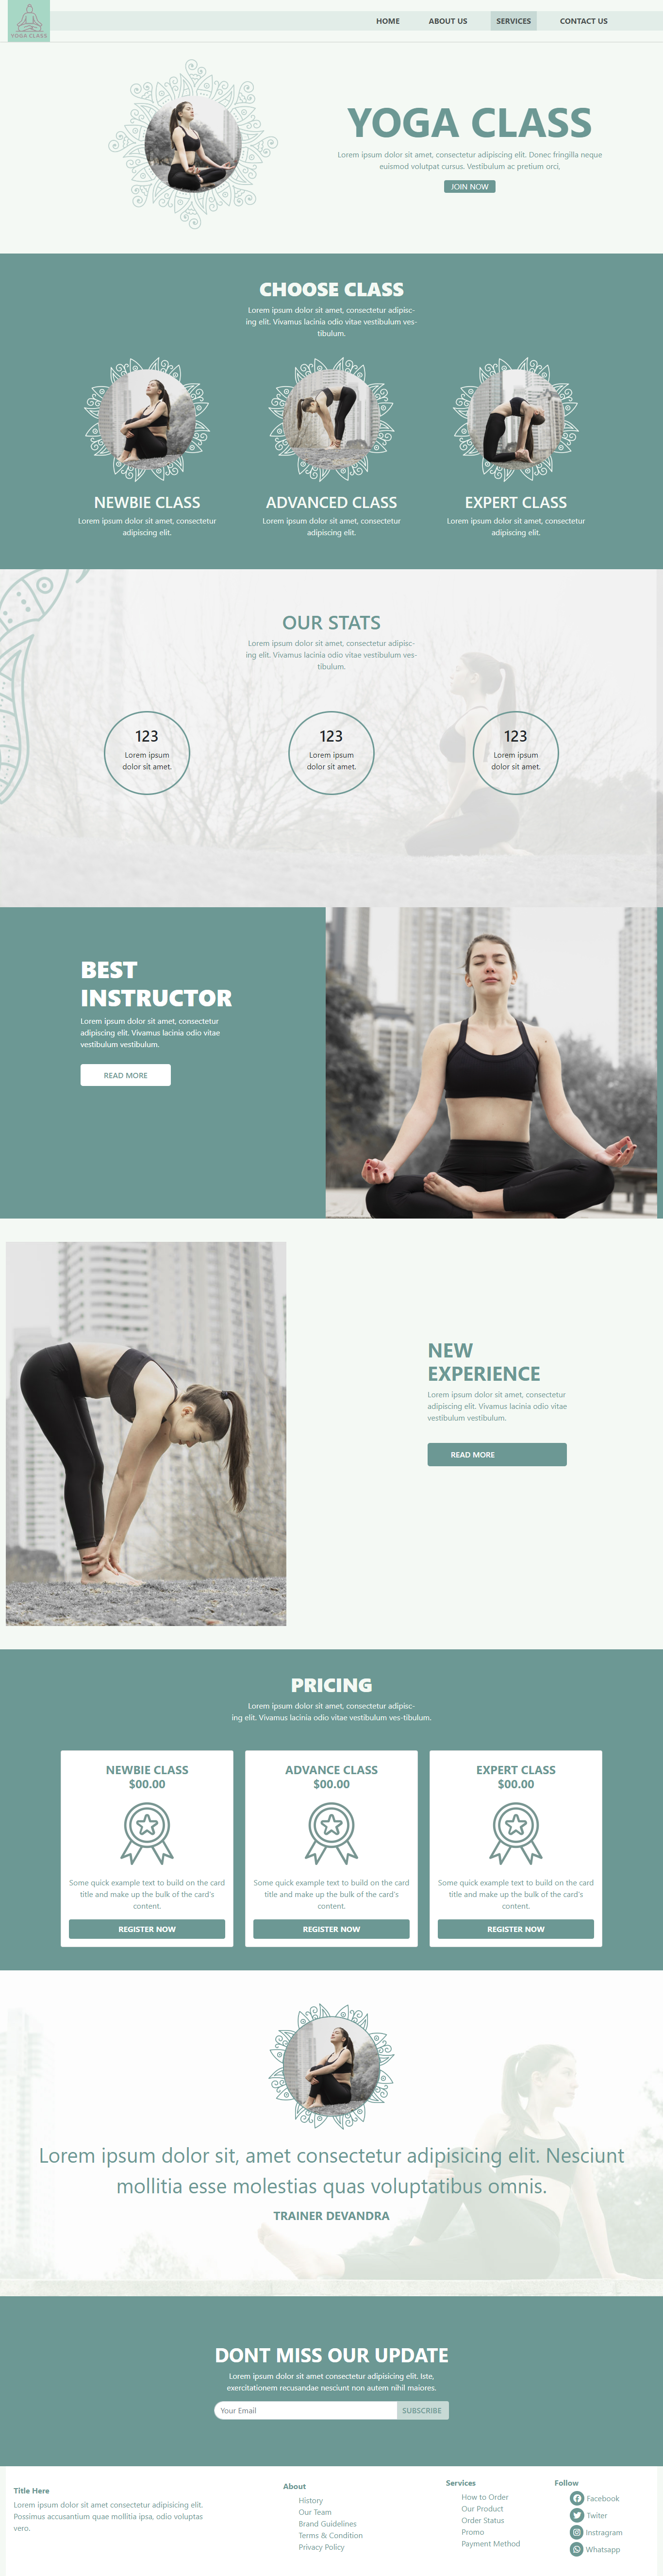 YOGA CLASS
HOME ABOUT US SERVICES CONTACT US
YOGA CLASS
Lorem ipsum dolor sit amet, consectetur adipiscing elit. Donec fringilla neque
euismod volutpat cursus. Vestibulum ac pretium orci,
JOIN NOW
CHOOSE CLASS
Lorem ipsum dolor sit amet, consectetur adipisc-
ing elit. Vivamus lacinia odio vitae vestibulum ves-
tibulum.
NEWBIE CLASS
Lorem ipsum dolor sit amet, consectetur
adipiscing elit.
ADVANCED CLASS
Lorem ipsum dolor sit amet, consectetur
adipiscing elit.
EXPERT CLASS
Lorem ipsum dolor sit amet, consectetur
adipiscing elit.
OUR STATS
Lorem ipsum dolor sit amet, consectetur adipisc-
ing elit. Vivamus lacinia odio vitae vestibulum ves-
tibulum.
123
Lorem ipsum
dolor sit amet.
123
Lorem ipsum
dolor sit amet.
123
Lorem ipsum
dolor sit amet.
BEST
INSTRUCTOR
Lorem ipsum dolor sit amet, consectetur
adipiscing elit. Vivamus lacinia odio vitae
vestibulum vestibulum.
READ MORE
NEW
EXPERIENCE
Lorem ipsum dolor sit amet, consectetur
adipiscing elit. Vivamus lacinia odio vitae
vestibulum vestibulum.
READ MORE
PRICING
Lorem ipsum dolor sit amet, consectetur adipisc-
ing elit. Vivamus lacinia odio vitae vestibulum ves-tibulum.
NEWBIE CLASS
$00.00
Some quick example text to build on the card
title and make up the bulk of the card's
content.
REGISTER NOW
ADVANCE CLASS
$00.00
Some quick example text to build on the card
title and make up the bulk of the card's
content.
REGISTER NOW
EXPERT CLASS
$00.00
Some quick example text to build on the card
title and make up the bulk of the card's
content.
REGISTER NOW
Lorem ipsum dolor sit, amet consectetur adipisicing elit. Nesciunt
mollitia esse molestias quas voluptatibus omnis.
TRAINER DEVANDRA
DONT MISS OUR UPDATE
Lorem ipsum dolor sit amet consectetur adipisicing elit. Iste,
exercitationem recusandae nesciunt non autem nihil maiores.
Your Email SUBSCRIBE
Title Here
Lorem ipsum dolor sit amet consectetur adipisicing elit.
Possimus accusantium quae mollitia ipsa, odio voluptas
vero.
About
History
Our Team
Brand Guidelines
Terms & Condition
Privacy Policy
Services
How to Order
Our Product
Order Status
Promo
Payment Method
Follow
Facebook
Twiter
Instragram
Whatsapp